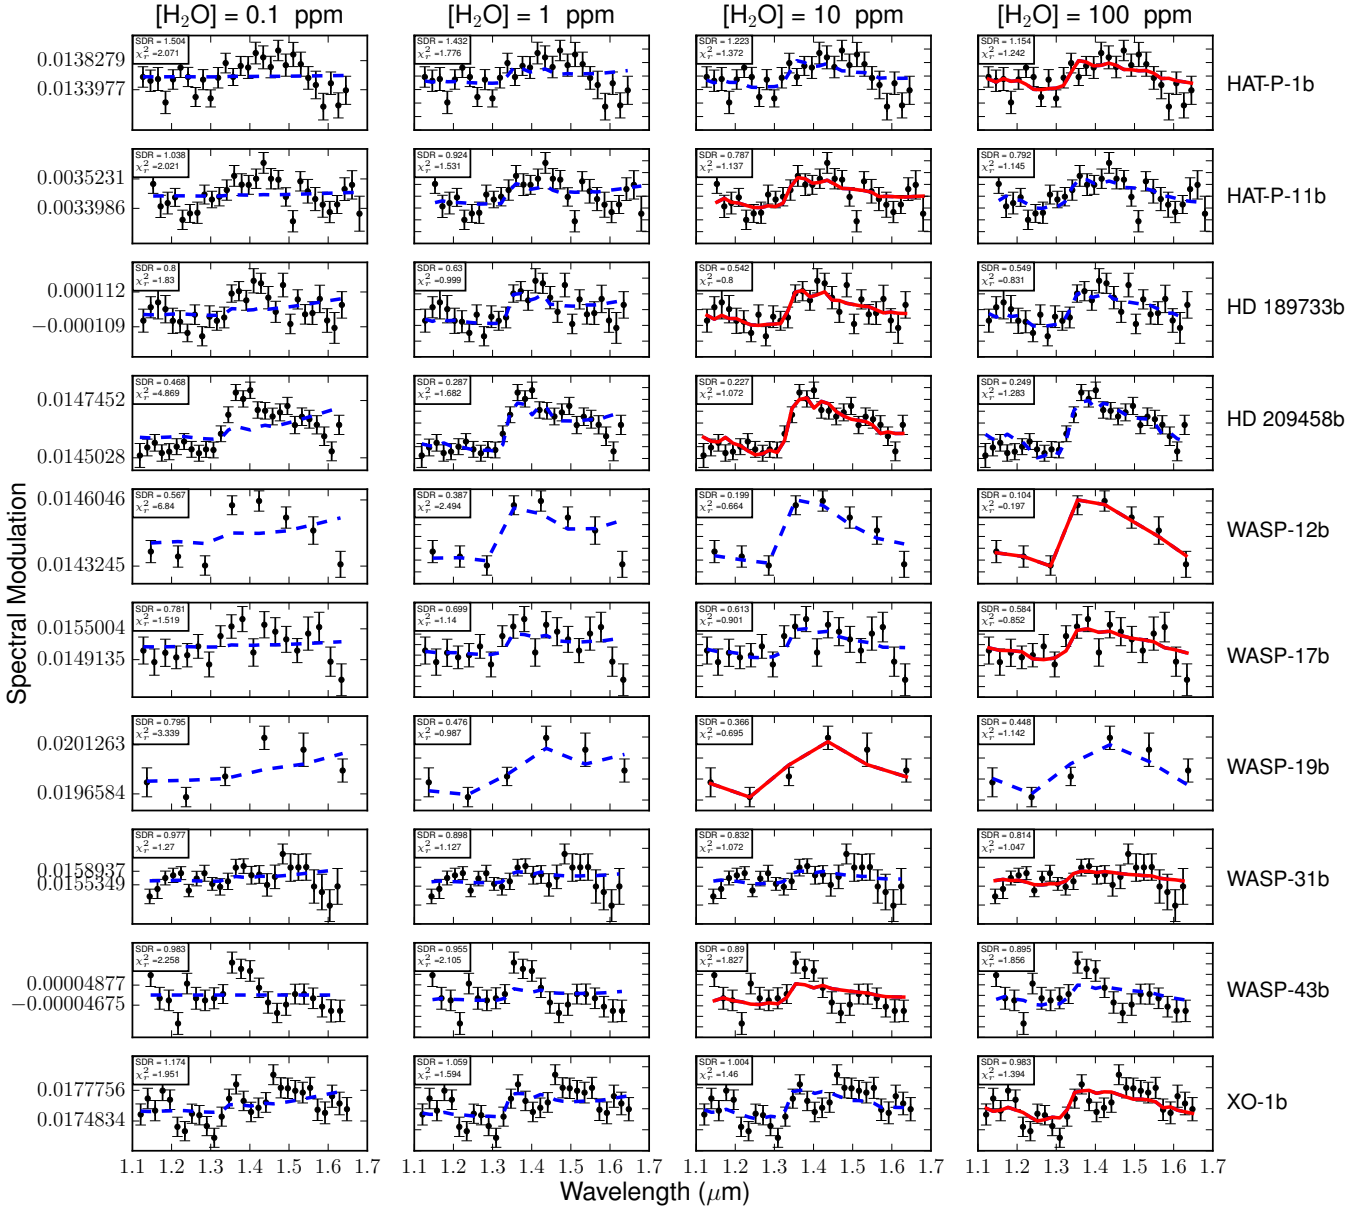 [H₂O] = 0.1 ppm
[H₂O] = 1 ppm
[H₂O] = 10 ppm
[H₂O] = 100 ppm
0.0138279
0.0133977
SDR = 1.504
χ²ᵣ =2.071
SDR = 1.432
χ²ᵣ =1.776
SDR = 1.223
χ²ᵣ =1.372
SDR = 1.154
χ²ᵣ =1.242
HAT-P-1b
0.0035231
0.0033986
SDR = 1.038
χ²ᵣ =2.021
SDR = 0.924
χ²ᵣ =1.531
SDR = 0.787
χ²ᵣ =1.137
SDR = 0.792
χ²ᵣ =1.145
HAT-P-11b
0.000112
−0.000109
SDR = 0.8
χ²ᵣ =1.83
SDR = 0.63
χ²ᵣ =0.999
SDR = 0.542
χ²ᵣ =0.8
SDR = 0.549
χ²ᵣ =0.831
HD 189733b
0.0147452
0.0145028
SDR = 0.468
χ²ᵣ =4.869
SDR = 0.287
χ²ᵣ =1.682
SDR = 0.227
χ²ᵣ =1.072
SDR = 0.249
χ²ᵣ =1.283
HD 209458b
0.0146046
0.0143245
SDR = 0.567
χ²ᵣ =6.84
SDR = 0.387
χ²ᵣ =2.494
SDR = 0.199
χ²ᵣ =0.664
SDR = 0.104
χ²ᵣ =0.197
WASP-12b
Spectral Modulation
0.0155004
0.0149135
SDR = 0.781
χ²ᵣ =1.519
SDR = 0.699
χ²ᵣ =1.14
SDR = 0.613
χ²ᵣ =0.901
SDR = 0.584
χ²ᵣ =0.852
WASP-17b
0.0201263
0.0196584
SDR = 0.795
χ²ᵣ =3.339
SDR = 0.476
χ²ᵣ =0.987
SDR = 0.366
χ²ᵣ =0.695
SDR = 0.448
χ²ᵣ =1.142
WASP-19b
0.0158937
0.0155349
SDR = 0.977
χ²ᵣ =1.27
SDR = 0.898
χ²ᵣ =1.127
SDR = 0.832
χ²ᵣ =1.072
SDR = 0.814
χ²ᵣ =1.047
WASP-31b
0.00004877
−0.00004675
SDR = 0.983
χ²ᵣ =2.258
SDR = 0.955
χ²ᵣ =2.105
SDR = 0.89
χ²ᵣ =1.827
SDR = 0.895
χ²ᵣ =1.856
WASP-43b
0.0177756
0.0174834
SDR = 1.174
χ²ᵣ =1.951
SDR = 1.059
χ²ᵣ =1.594
SDR = 1.004
χ²ᵣ =1.46
SDR = 0.983
χ²ᵣ =1.394
XO-1b
1.1 1.2 1.3 1.4 1.5 1.6 1.7
1.1 1.2 1.3 1.4 1.5 1.6 1.7
1.1 1.2 1.3 1.4 1.5 1.6 1.7
1.1 1.2 1.3 1.4 1.5 1.6 1.7
Wavelength (μm)